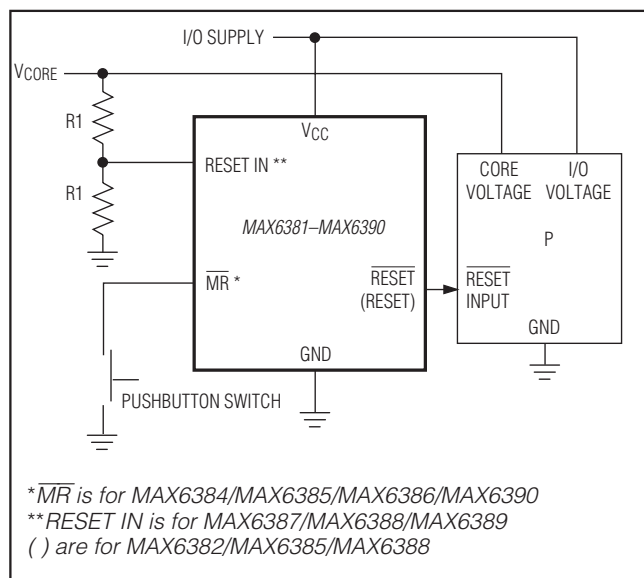 I/O SUPPLY
VCORE
R1
VCC
RESET IN **
CORE VOLTAGE
I/O VOLTAGE
R1
MAX6381–MAX6390
P
MR *
RESET
(RESET)
RESET INPUT
GND
GND
PUSHBUTTON SWITCH
*MR is for MAX6384/MAX6385/MAX6386/MAX6390
**RESET IN is for MAX6387/MAX6388/MAX6389
( ) are for MAX6382/MAX6385/MAX6388